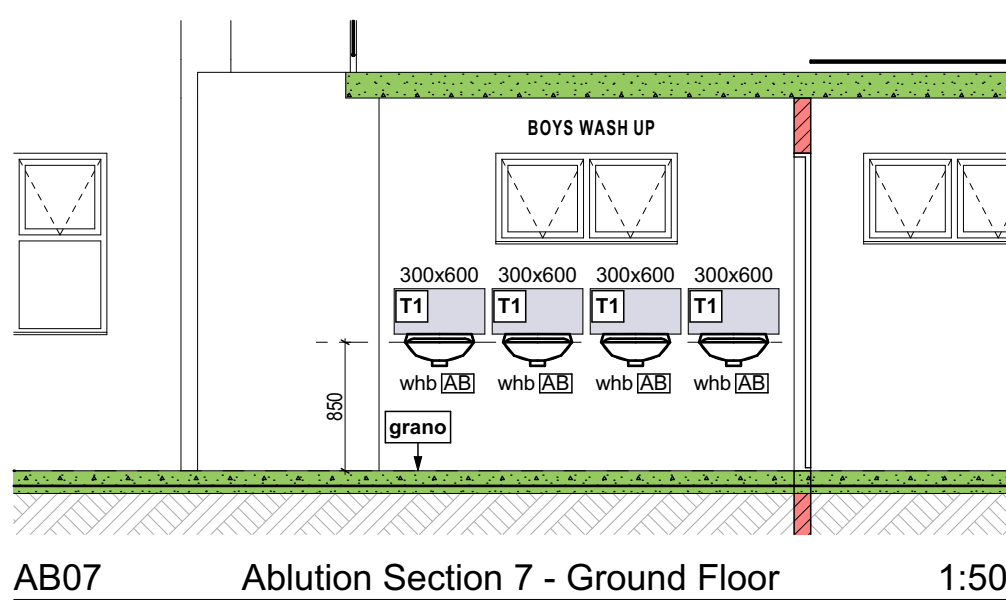 BOYS WASH UP
300x600 300x600 300x600 300x600
T1 T1 T1 T1
whb AB whb AB whb AB whb AB
850
grano
AB07 Ablution Section 7 - Ground Floor 1:50